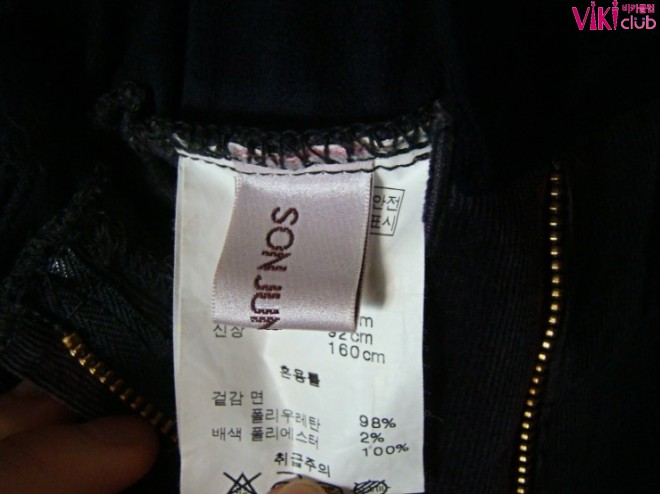 ViKi 비키클럽
club
안전
표시
SON JUN
m
92cm
신장
160cm
혼용률
겉감 면
98%
폴리우레탄
2%
배색 폴리에스터
100%
취급주의